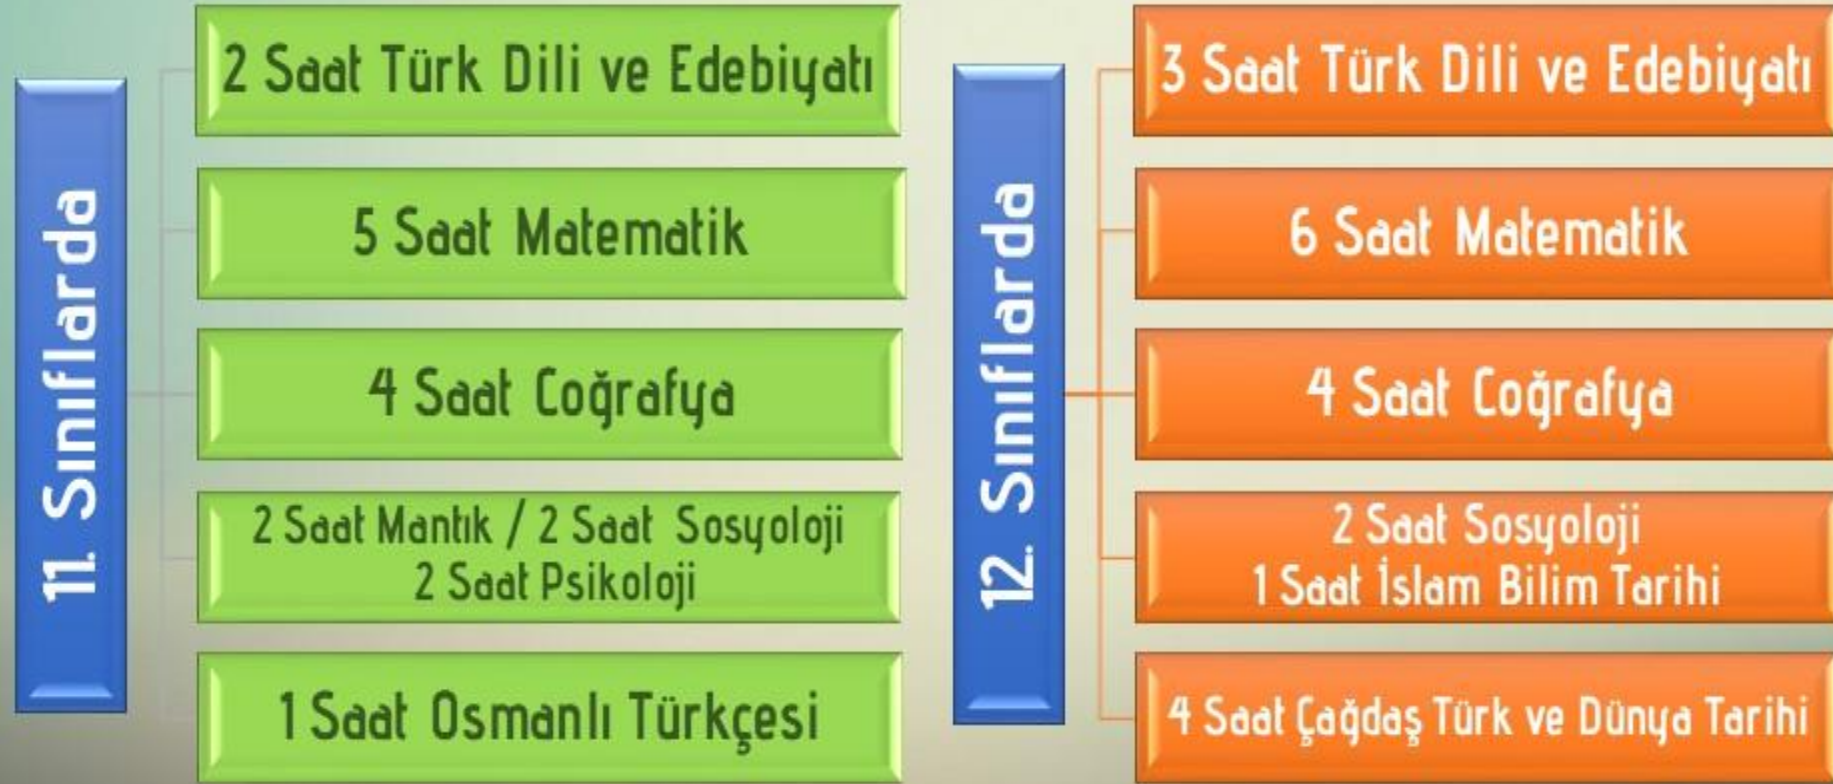 11. Sınıflarda
2 Saat Türk Dili ve Edebiyatı
5 Saat Matematik
4 Saat Coğrafya
2 Saat Mantık / 2 Saat Sosyoloji
2 Saat Psikoloji
1 Saat Osmanlı Türkçesi
12. Sınıflarda
3 Saat Türk Dili ve Edebiyatı
6 Saat Matematik
4 Saat Coğrafya
2 Saat Sosyoloji
1 Saat İslam Bilim Tarihi
4 Saat Çağdaş Türk ve Dünya Tarihi